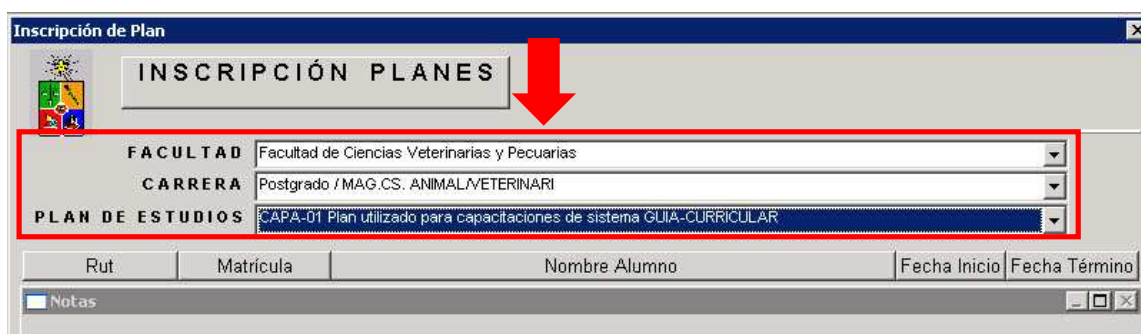 Inscripción de Plan
INSCRIPCIÓN PLANES
FACULTAD Facultad de Ciencias Veterinarias y Pecuarias
CARRERA Postgrado / MAG.CS. ANIMAL/VETERINARI
PLAN DE ESTUDIOS CAPA-01 Plan utilizado para capacitaciones de sistema GUIA-CURRICULAR
Rut Matrícula Nombre Alumno Fecha Inicio Fecha Término
Notas